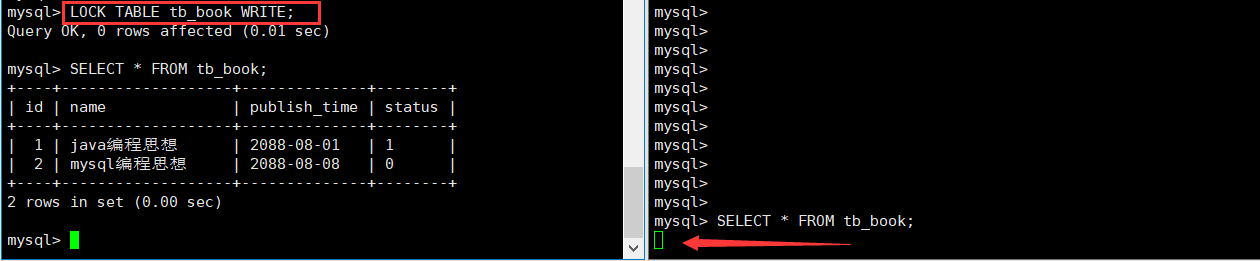 mysql> LOCK TABLE tb_book WRITE;
Query OK, 0 rows affected (0.01 sec)
mysql> SELECT * FROM tb_book;
+----+-------------------+--------------+--------+
| id | name              | publish_time | status |
+----+-------------------+--------------+--------+
|  1 | java编程思想      | 2088-08-01   | 1      |
|  2 | mysql编程思想     | 2088-08-08   | 0      |
+----+-------------------+--------------+--------+
2 rows in set (0.00 sec)
mysql>
mysql>
mysql>
mysql>
mysql>
mysql>
mysql>
mysql>
mysql>
mysql>
mysql>
mysql>
mysql> SELECT * FROM tb_book;